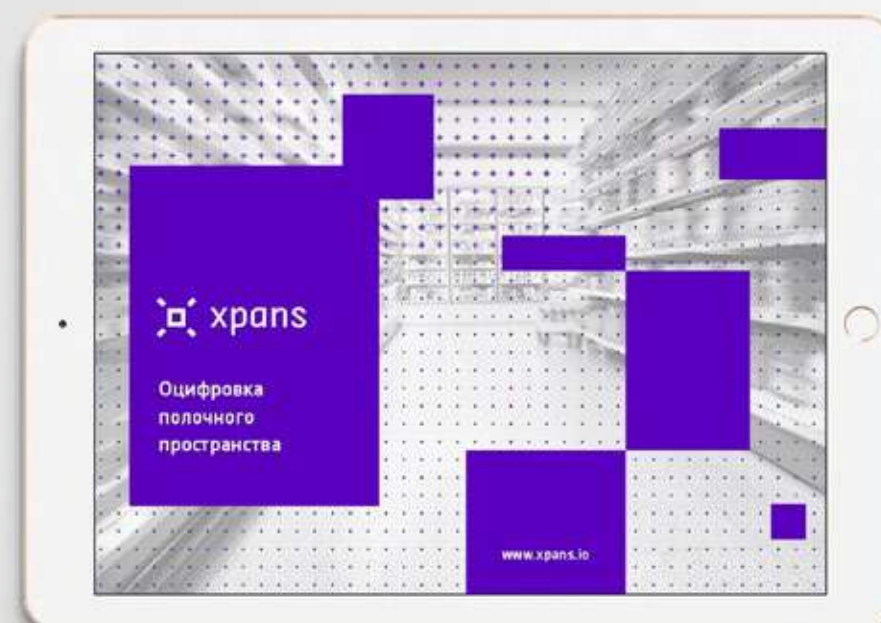 xpans
Оцифровка
полочного
пространства
www.xpans.io